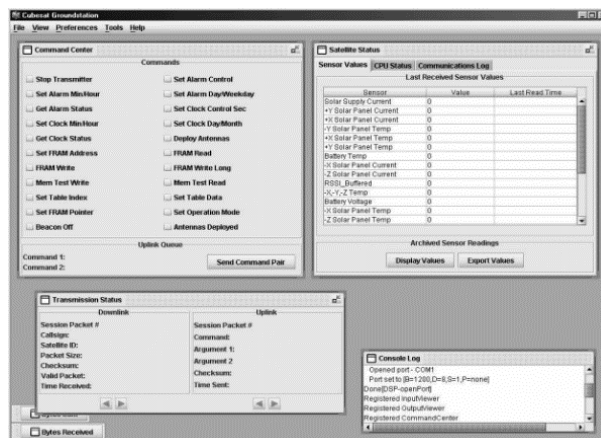 Cubesat Groundstation
File View Preferences Tools Help
Command Center
Commands
Stop Transmitter Set Alarm Control
Set Alarm Min/Hour Set Alarm Day/Weekday
Get Alarm Status Set Clock Control Sec
Set Clock Min/Hour Set Clock Day/Month
Get Clock Status Deploy Antennas
Set FRAM Address FRAM Read
FRAM Write FRAM Write Long
Mem Test Write Mem Test Read
Set Table Index Set Table Data
Set FRAM Pointer Set Operation Mode
Beacon Off Antennas Deployed
Uplink Queue
Command 1:
Command 2:
Send Command Pair
Satellite Status
Sensor Values CPU Status Communications Log
Last Received Sensor Values
Sensor Value Last Read Time
Solar Supply Current 0
+Y Solar Panel Current 0
+X Solar Panel Current 0
-Y Solar Panel Temp 0
+X Solar Panel Temp 0
+Y Solar Panel Temp 0
Battery Temp 0
-X Solar Panel Current 0
-Z Solar Panel Current 0
RSSI_Buffered 0
-X,-Y,-Z Temp 0
Battery Voltage 0
-X Solar Panel Temp 0
-Z Solar Panel Temp 0
Archived Sensor Readings
Display Values Export Values
Transmission Status
Downlink
Session Packet #
Callsign:
Satellite ID:
Packet Size:
Checksum:
Valid Packet:
Time Received:
Uplink
Session Packet #
Command:
Argument 1:
Argument 2
Checksum:
Time Sent:
Console Log
Opened port - COM1
Port set to [B=1200,D=8,S=1,P=none]
Done[DSP-openPort]
Registered InputViewer
Registered OutputViewer
Registered CommandCenter
Bytes Received